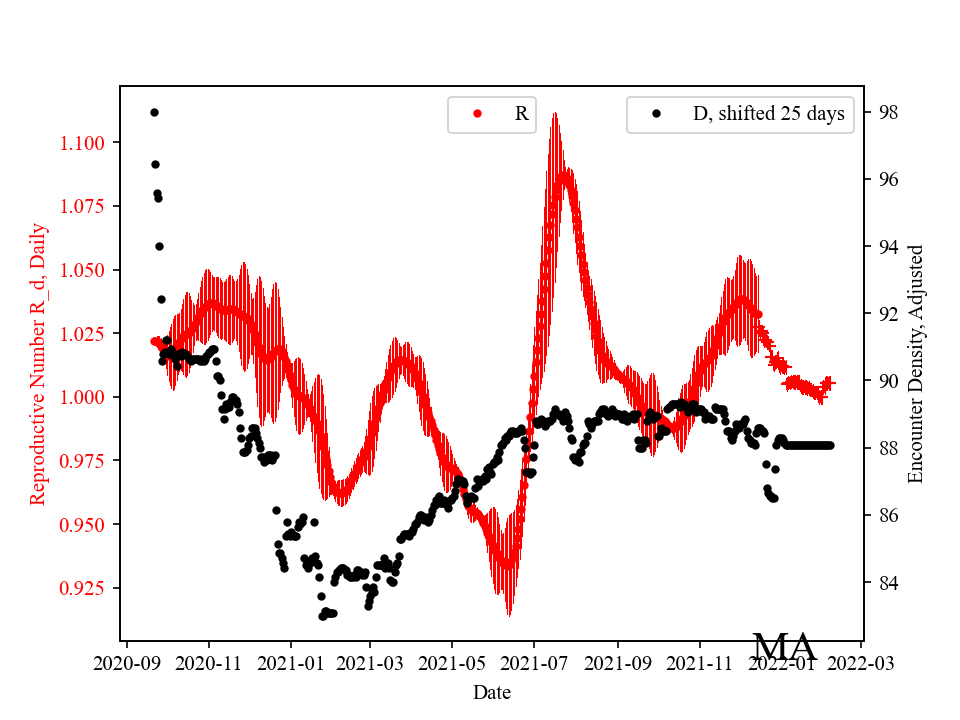 R
D, shifted 25 days
1.100
1.075
1.050
1.025
1.000
0.975
0.950
0.925
Reproductive Number R_d, Daily
98
96
94
92
90
88
86
84
Encounter Density, Adjusted
MA
2020-09 2020-11 2021-01 2021-03 2021-05 2021-07 2021-09 2021-11 2022-01 2022-03
Date